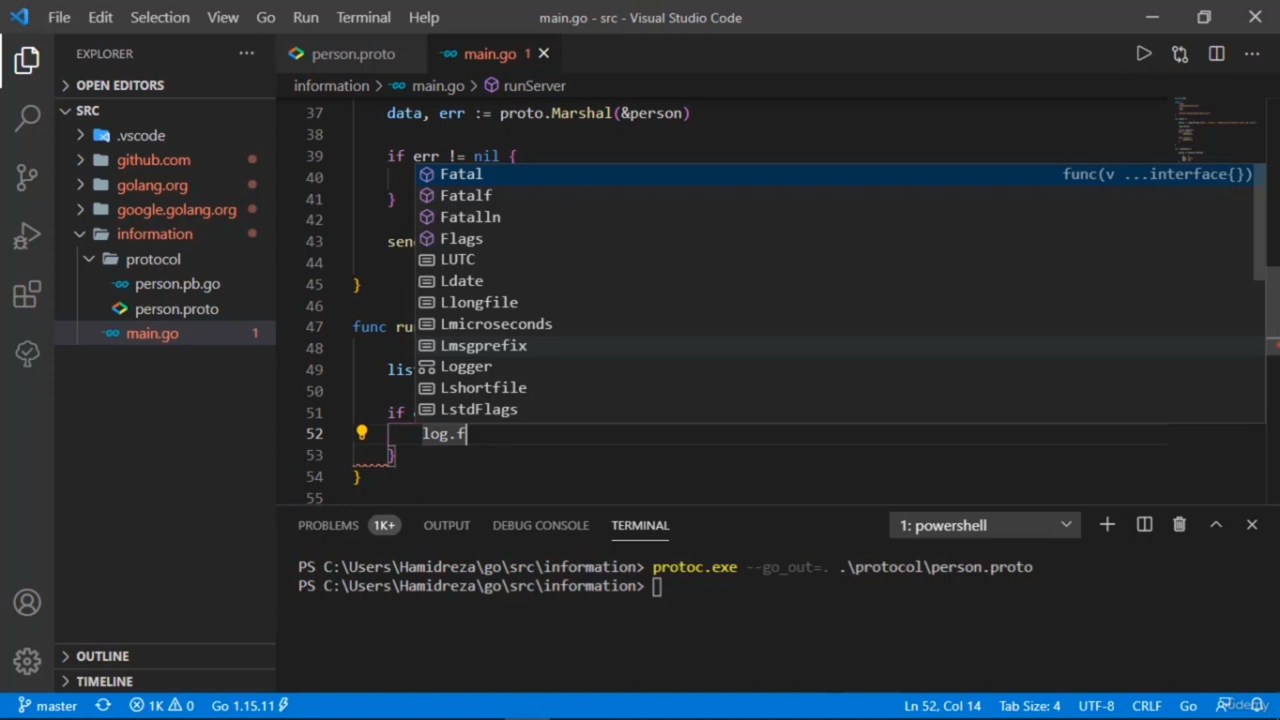 File Edit Selection View Go Run Terminal Help main.go - src - Visual Studio Code
EXPLORER
OPEN EDITORS
SRC
.vscode
github.com
golang.org
google.golang.org
information
protocol
person.pb.go
person.proto
main.go 1
OUTLINE
TIMELINE
person.proto main.go 1
information > main.go > runServer
37 data, err := proto.Marshal(&person)
38
39 if err != nil {
40
41 }
42
43 sen
44
45 }
46
47 func ru
48
49 list
50
51 if
52 log.f
53 }
54 }
55
Fatal func(v ...interface{})
Fatalf
Fatalln
Flags
LUTC
Ldate
Llongfile
Lmicroseconds
Lmsgprefix
Logger
Lshortfile
LstdFlags
PROBLEMS 1K+ OUTPUT DEBUG CONSOLE TERMINAL 1: powershell
PS C:\Users\Hamidreza\go\src\information> protoc.exe --go_out=. .\protocol\person.proto
PS C:\Users\Hamidreza\go\src\information>
master 1K 0 Go 1.15.11 Ln 52, Col 14 Tab Size: 4 UTF-8 CRLF Go